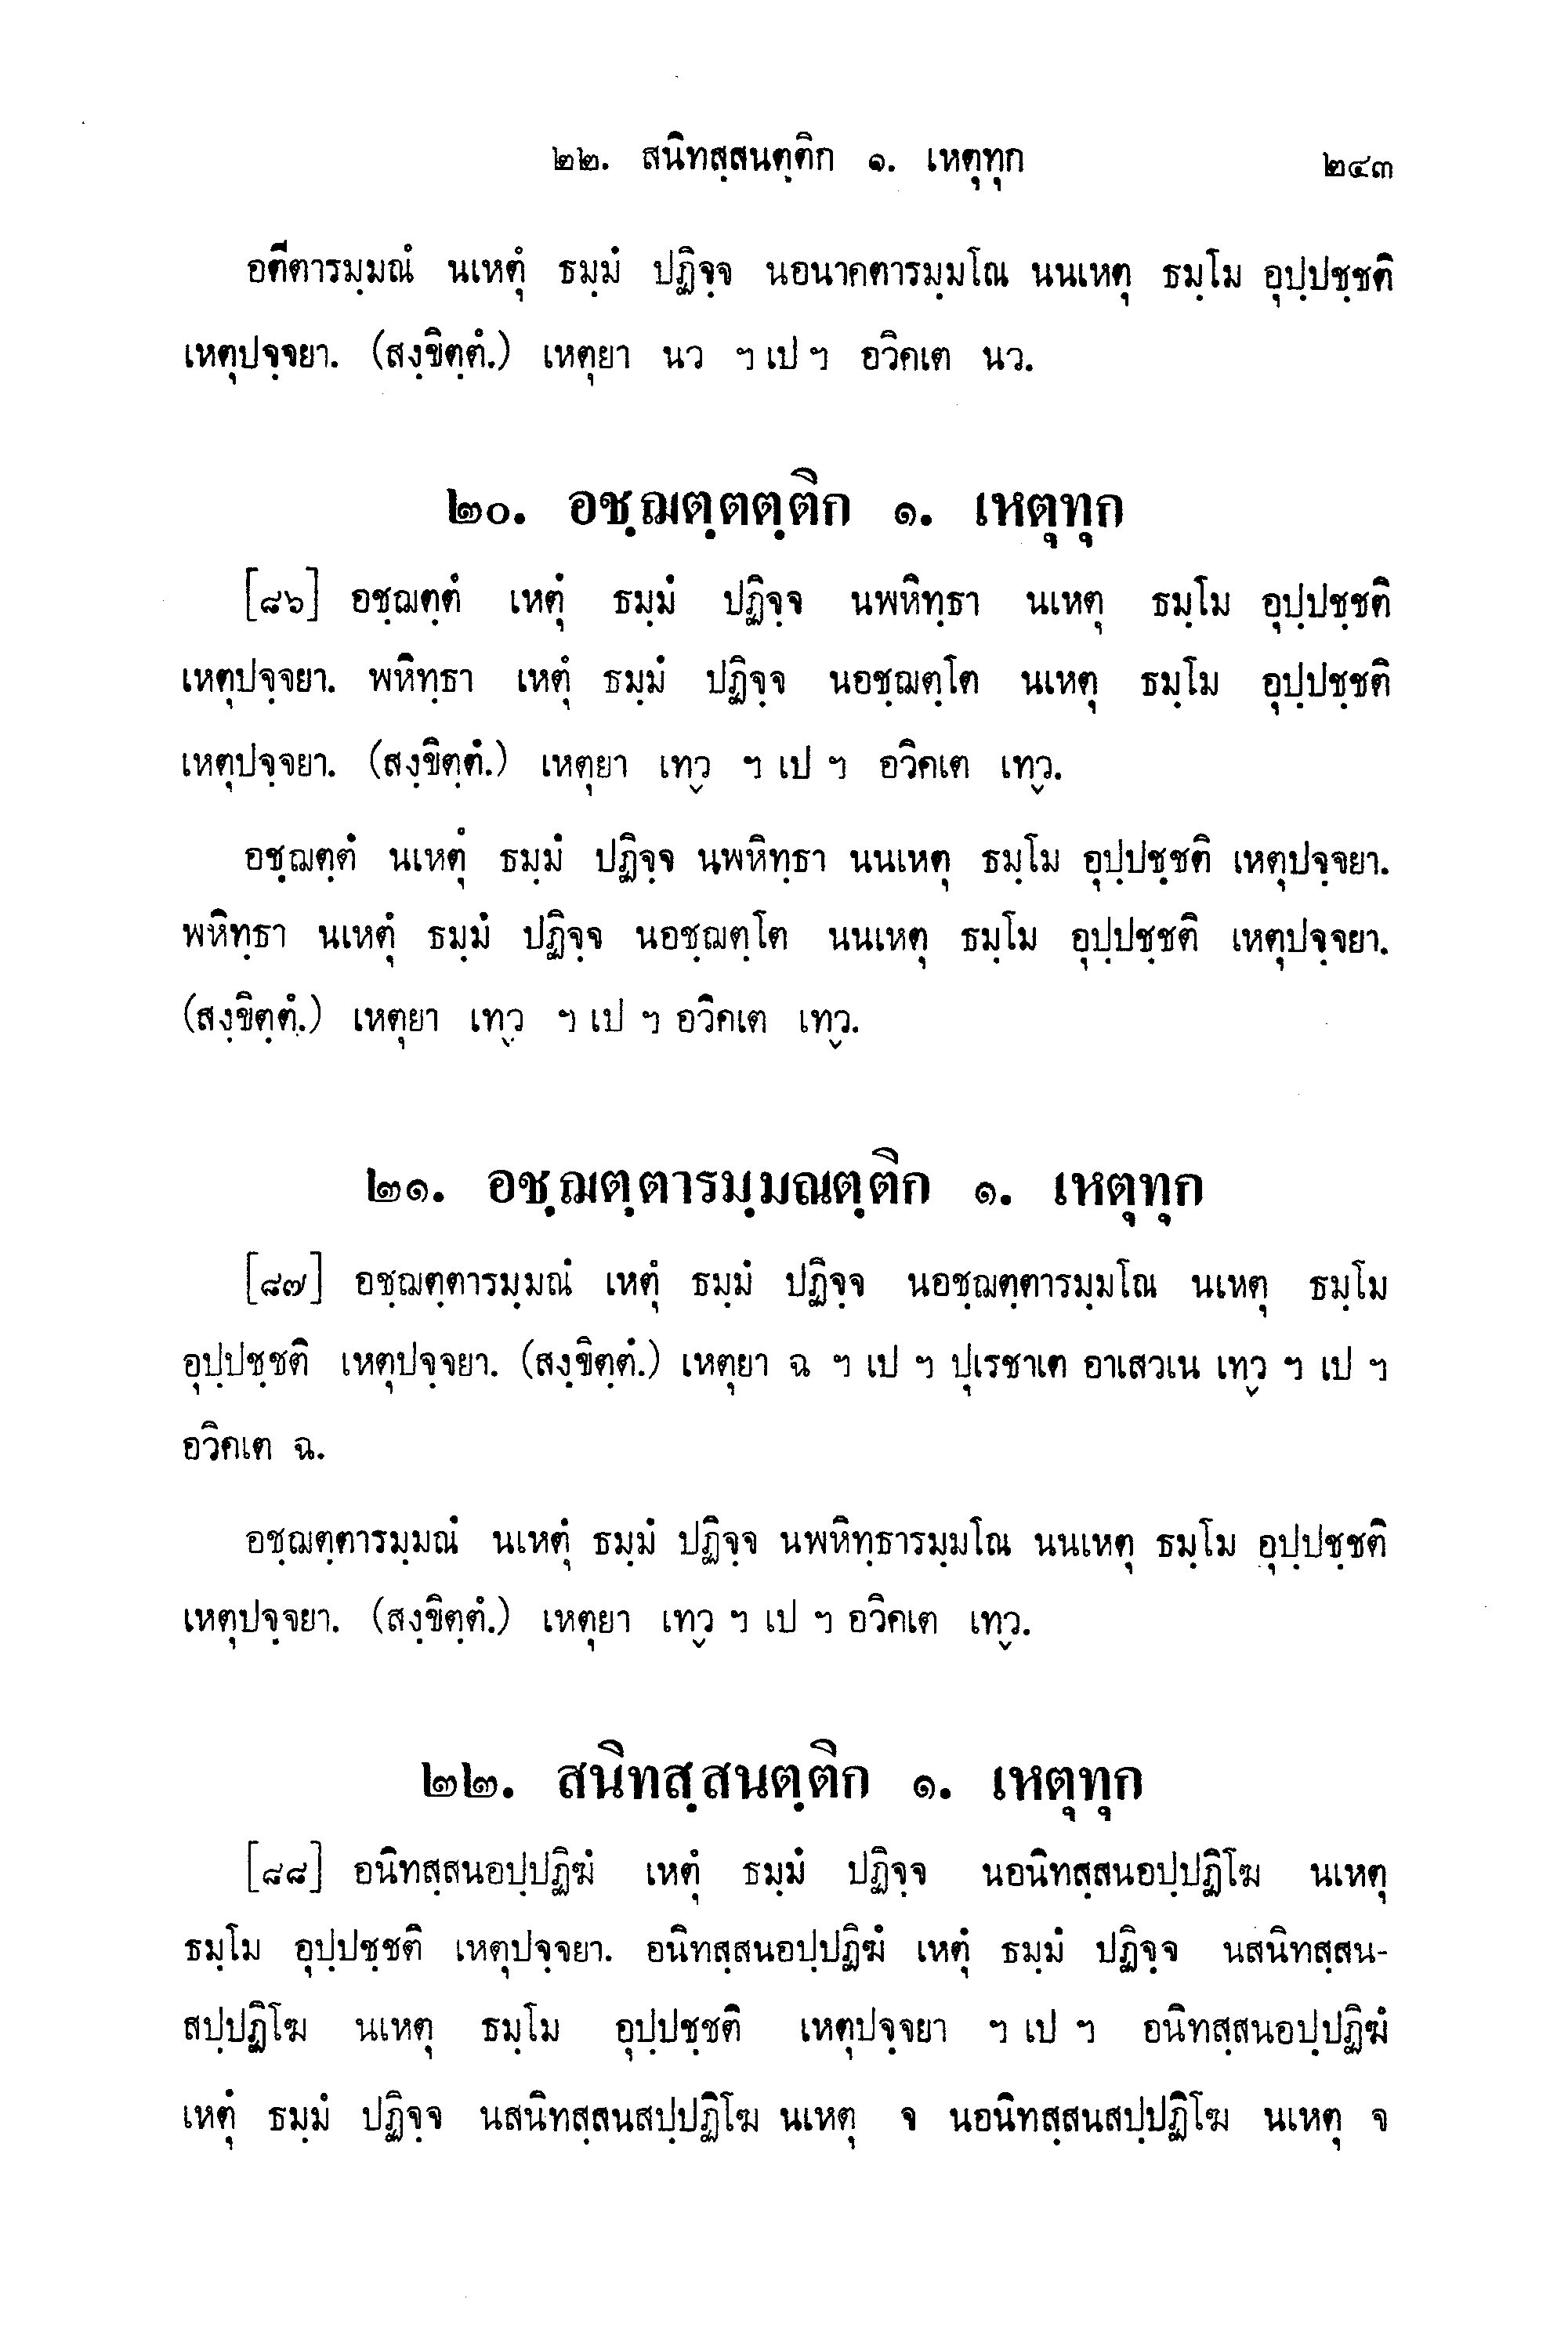 ๒๒. สนิทสฺสนตฺติก ๑. เหตุทุก ๒๔๓
อตีตารมฺมณํ นเหตุํ ธมฺมํ ปฏิจฺจ นอนาคตารมฺมโณ นนเหตุ ธมฺโม อุปฺปชฺชติ
เหตุปจฺจยา. (สงฺขิตฺตํ.) เหตุยา นว ฯ เป ฯ อวิคเต นว.
๒๐. อชฺฌตฺตตฺติก ๑. เหตุทุก
[๘๖] อชฺฌตฺตํ เหตุํ ธมฺมํ ปฏิจฺจ นพหิทฺธา นเหตุ ธมฺโม อุปฺปชฺชติ
เหตุปจฺจยา. พหิทฺธา เหตุํ ธมฺมํ ปฏิจฺจ นอชฺฌตฺโต นเหตุ ธมฺโม อุปฺปชฺชติ
เหตุปจฺจยา. (สงฺขิตฺตํ.) เหตุยา เทฺว ฯ เป ฯ อวิคเต เทฺว.
อชฺฌตฺตํ นเหตุํ ธมฺมํ ปฏิจฺจ นพหิทฺธา นนเหตุ ธมฺโม อุปฺปชฺชติ เหตุปจฺจยา.
พหิทฺธา นเหตุํ ธมฺมํ ปฏิจฺจ นอชฺฌตฺโต นนเหตุ ธมฺโม อุปฺปชฺชติ เหตุปจฺจยา.
(สงฺขิตฺตํ.) เหตุยา เทฺว ฯ เป ฯ อวิคเต เทฺว.
๒๑. อชฺฌตฺตารมฺมณตฺติก ๑. เหตุทุก
[๘๗] อชฺฌตฺตารมฺมณํ เหตุํ ธมฺมํ ปฏิจฺจ นอชฺฌตฺตารมฺมโณ นเหตุ ธมฺโม
อุปฺปชฺชติ เหตุปจฺจยา. (สงฺขิตฺตํ.) เหตุยา ฉ ฯ เป ฯ ปุเรชาเต อาเสวเน เทฺว ฯ เป ฯ
อวิคเต ฉ.
อชฺฌตฺตารมฺมณํ นเหตุํ ธมฺมํ ปฏิจฺจ นพหิทฺธารมฺมโณ นนเหตุ ธมฺโม อุปฺปชฺชติ
เหตุปจฺจยา. (สงฺขิตฺตํ.) เหตุยา เทฺว ฯ เป ฯ อวิคเต เทฺว.
๒๒. สนิทสฺสนตฺติก ๑. เหตุทุก
[๘๘] อนิทสฺสนอปฺปฏิฆํ เหตุํ ธมฺมํ ปฏิจฺจ นอนิทสฺสนอปฺปฏิโฆ นเหตุ
ธมฺโม อุปฺปชฺชติ เหตุปจฺจยา. อนิทสฺสนอปฺปฏิฆํ เหตุํ ธมฺมํ ปฏิจฺจ นสนิทสฺสน-
สปฺปฏิโฆ นเหตุ ธมฺโม อุปฺปชฺชติ เหตุปจฺจยา ฯ เป ฯ อนิทสฺสนอปฺปฏิฆํ
เหตุํ ธมฺมํ ปฏิจฺจ นสนิทสฺสนสปฺปฏิโฆ นเหตุ จ นอนิทสฺสนสปฺปฏิโฆ นเหตุ จ